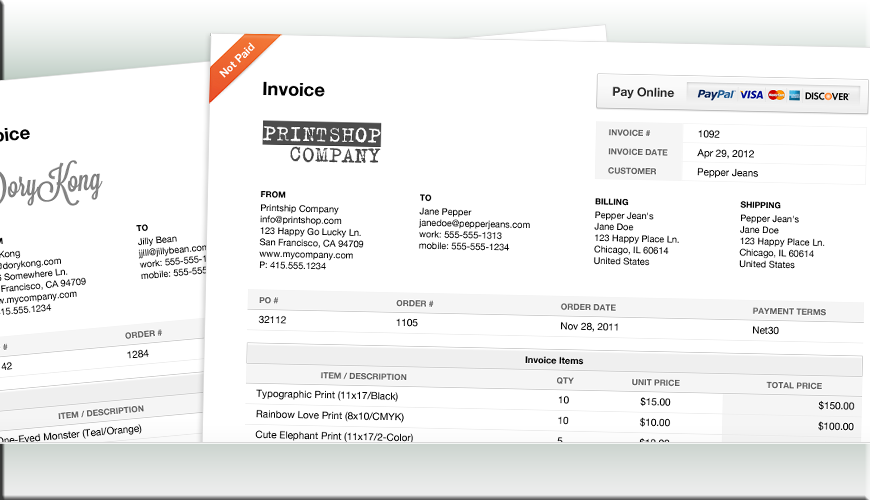 Not Paid
Invoice
Pay Online PayPal VISA MasterCard DISCOVER
PRINTSHOP
COMPANY
INVOICE # 1092
INVOICE DATE Apr 29, 2012
CUSTOMER Pepper Jeans
FROM
Printship Company
info@printshop.com
123 Happy Go Lucky Ln.
San Francisco, CA 94709
www.mycompany.com
P: 415.555.1234
TO
Jane Pepper
janedoe@pepperjeans.com
work: 555-555-1313
mobile: 555-555-1234
BILLING
Pepper Jean's
Jane Doe
123 Happy Place Ln.
Chicago, IL 60614
United States
SHIPPING
Pepper Jean's
Jane Doe
123 Happy Place Ln.
Chicago, IL 60614
United States
PO # ORDER # ORDER DATE PAYMENT TERMS
32112 1105 Nov 28, 2011 Net30
Invoice Items
ITEM / DESCRIPTION QTY UNIT PRICE TOTAL PRICE
Typographic Print (11x17/Black) 10 $15.00 $150.00
Rainbow Love Print (8x10/CMYK) 10 $10.00 $100.00
Cute Elephant Print (11x17/2-Color) 5
oice
DoryKong
Kong
@dorykong.com
Somewhere Ln.
Francisco, CA 94709
www.mycompany.com
415.555.1234
TO
Jilly Bean
jjill@jillybean.con
work: 555-555-1
mobile: 555-555
# ORDER #
42 1284
ITEM / DESCRIPTION
One-Eyed Monster (Teal/Orange)